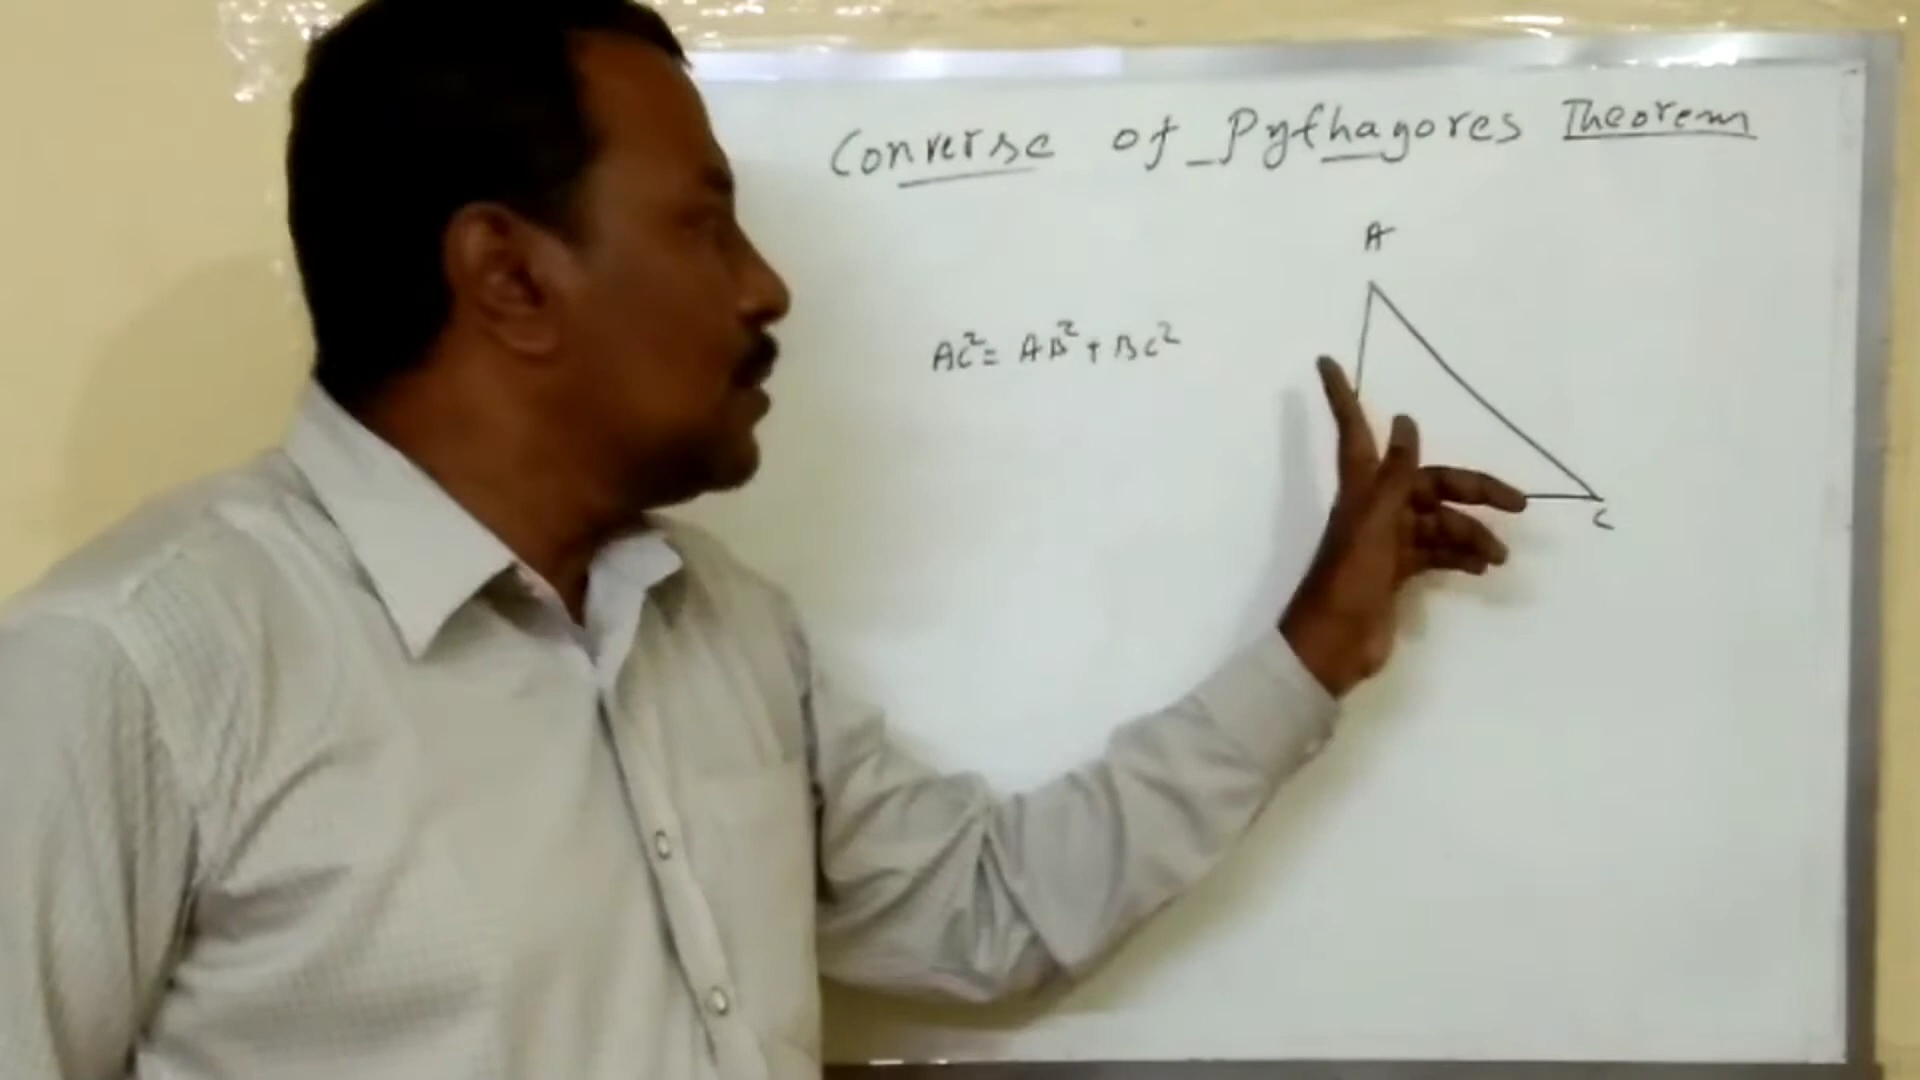 Converse of Pythagores Theorem
A
AC²= AB²+BC²
C